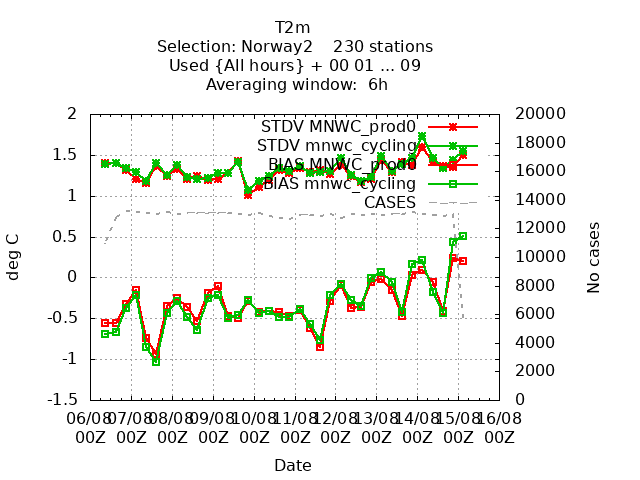 T2m
Selection: Norway2    230 stations
Used {All hours} + 00 01 ... 09
Averaging window:  6h
2
1.5
1
0.5
0
-0.5
-1
-1.5
deg C
20000
18000
16000
14000
12000
10000
8000
6000
4000
2000
0
No cases
STDV MNWC_prod0
STDV mnwc_cycling
BIAS MNWC_prod0
BIAS mnwc_cycling
CASES
06/08 07/08 08/08 09/08 10/08 11/08 12/08 13/08 14/08 15/08 16/08
00Z 00Z 00Z 00Z 00Z 00Z 00Z 00Z 00Z 00Z 00Z
Date